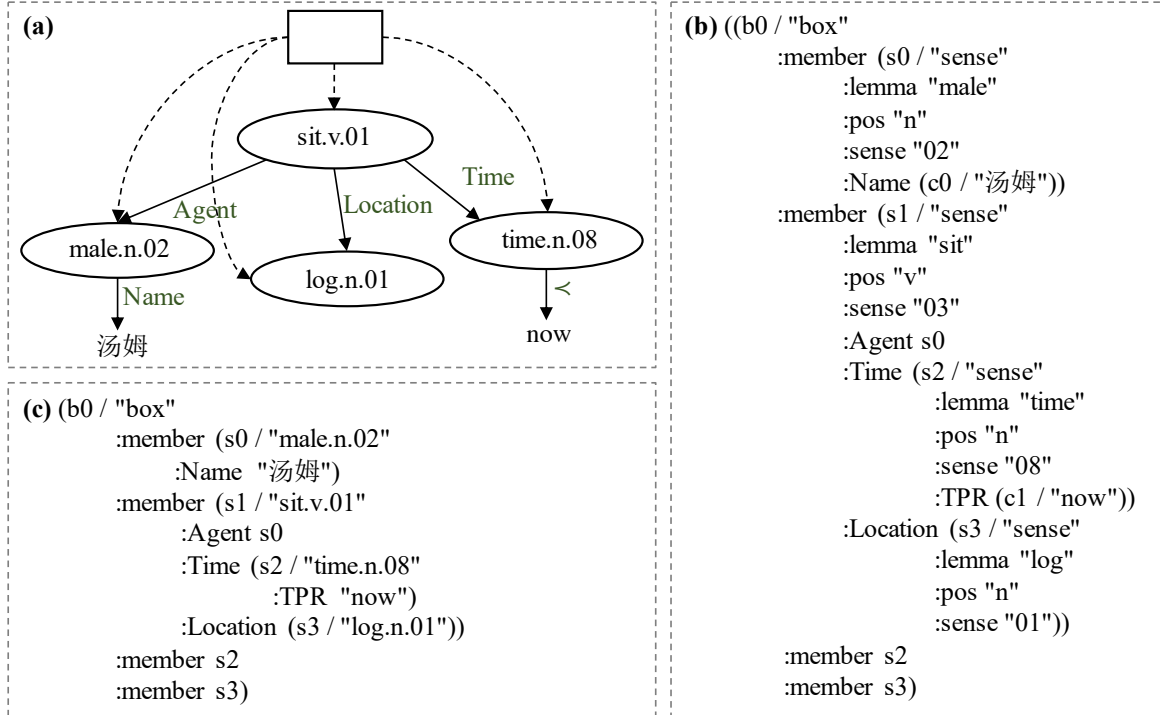 (a)
sit.v.01
Time
Agent
Location
male.n.02
time.n.08
log.n.01
Name
≺
汤姆
now
(b) ((b0 / "box"
:member (s0 / "sense"
:lemma "male"
:pos "n"
:sense "02"
:Name (c0 / "汤姆"))
:member (s1 / "sense"
:lemma "sit"
:pos "v"
:sense "03"
:Agent s0
:Time (s2 / "sense"
:lemma "time"
:pos "n"
:sense "08"
:TPR (c1 / "now"))
:Location (s3 / "sense"
:lemma "log"
:pos "n"
:sense "01"))
:member s2
:member s3)
(c) (b0 / "box"
:member (s0 / "male.n.02"
:Name "汤姆")
:member (s1 / "sit.v.01"
:Agent s0
:Time (s2 / "time.n.08"
:TPR "now")
:Location (s3 / "log.n.01"))
:member s2
:member s3)